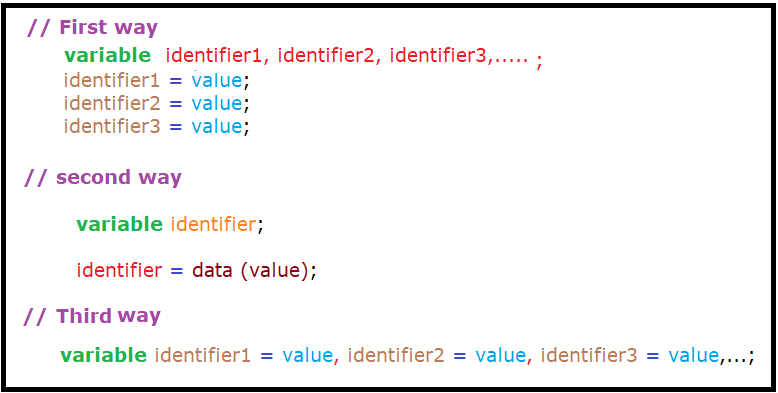 // First way
variable identifier1, identifier2, identifier3,..... ;
identifier1 = value;
identifier2 = value;
identifier3 = value;
// second way
variable identifier;
identifier = data (value);
// Third way
variable identifier1 = value, identifier2 = value, identifier3 = value,...;